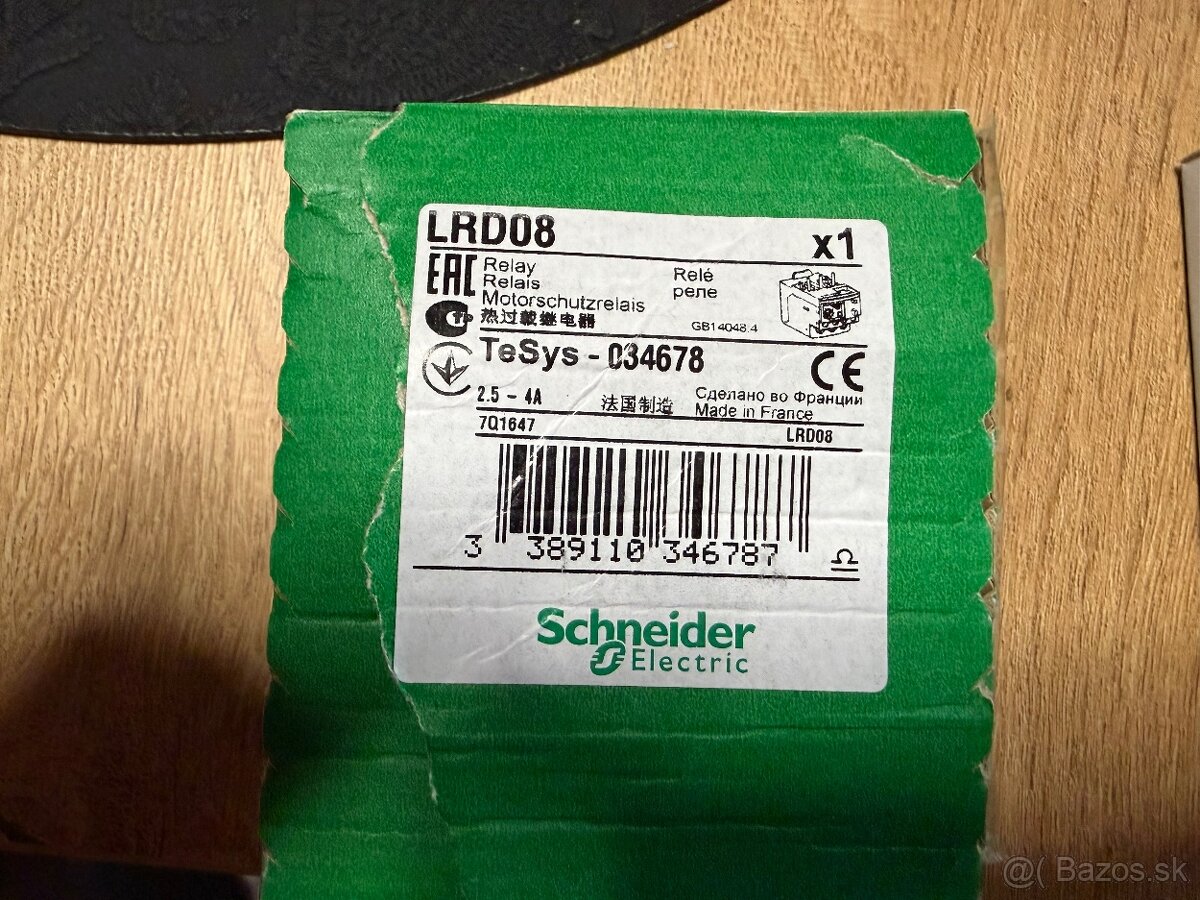 LRD08 x1
EAC
Relay Relé
Relais реле
Motorschutzrelais
热过载继电器 GB14048.4
TeSys - 034678 CE
2.5 - 4A 法国制造 Сделано во Франции
Made in France
7Q1647 LRD08
3 389110 346787
Schneider
Electric
@( Bazos.sk